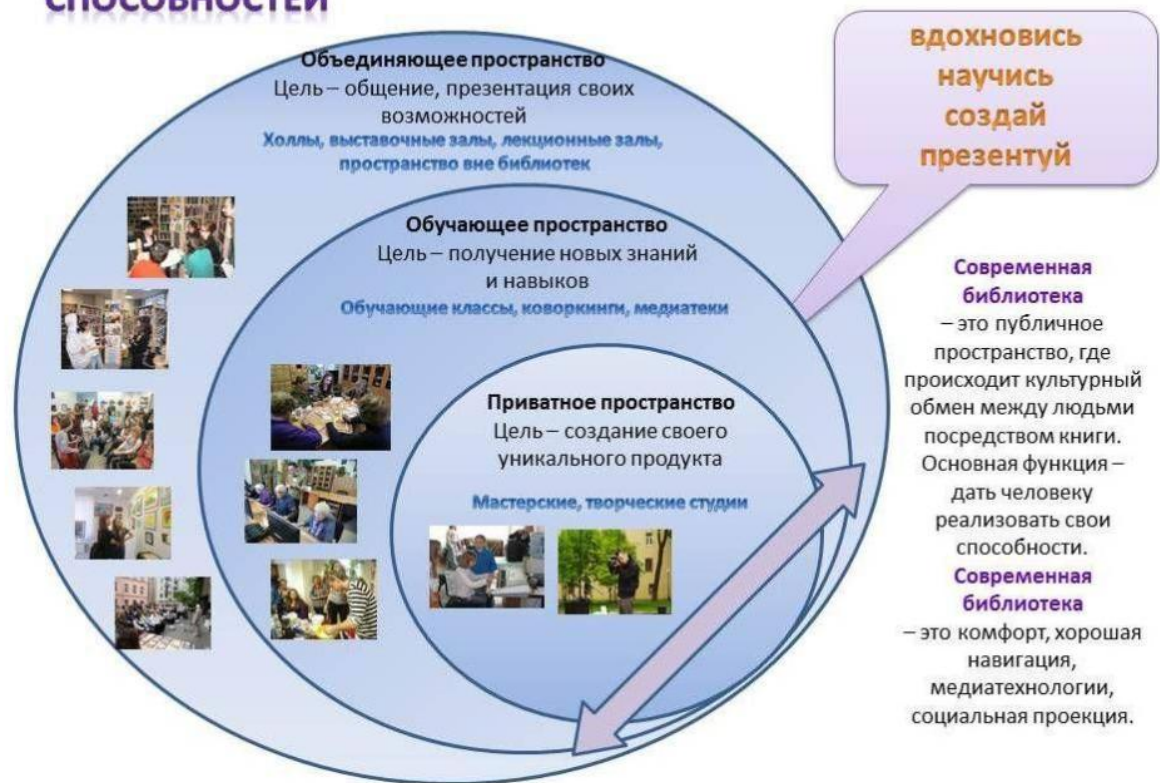 СПОСОБНОСТЕЙ
Объединяющее пространство
Цель – общение, презентация своих
возможностей
Холлы, выставочные залы, лекционные залы,
пространство вне библиотек
вдохновись
научись
создай
презентуй
Обучающее пространство
Цель – получение новых знаний
и навыков
Обучающие классы, коворкинги, медиатеки
Приватное пространство
Цель – создание своего
уникального продукта
Мастерские, творческие студии
Современная
библиотека
– это публичное
пространство, где
происходит культурный
обмен между людьми
посредством книги.
Основная функция –
дать человеку
реализовать свои
способности.
Современная
библиотека
– это комфорт, хорошая
навигация,
медиатехнологии,
социальная проекция.